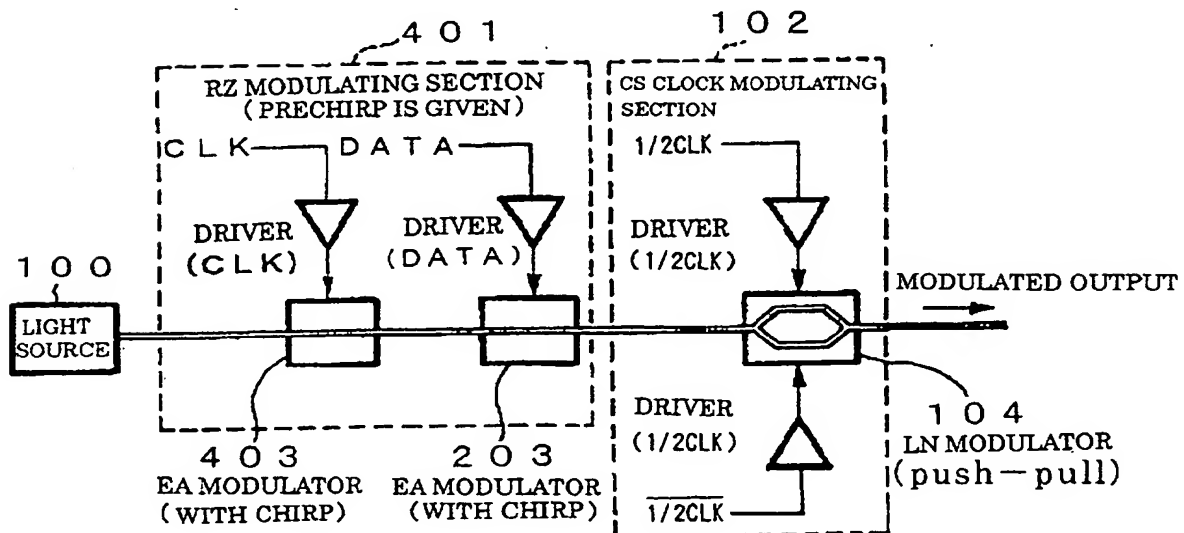 401
102
RZ MODULATING SECTION
(PRECHIRP IS GIVEN)
CS CLOCK MODULATING
SECTION
CLK
DATA
1/2CLK
DRIVER
(CLK)
DRIVER
(DATA)
DRIVER
(1/2CLK)
100
LIGHT
SOURCE
MODULATED OUTPUT
403
EA MODULATOR
(WITH CHIRP)
203
EA MODULATOR
(WITH CHIRP)
DRIVER
(1/2CLK)
1/2CLK
104
LN MODULATOR
(push-pull)